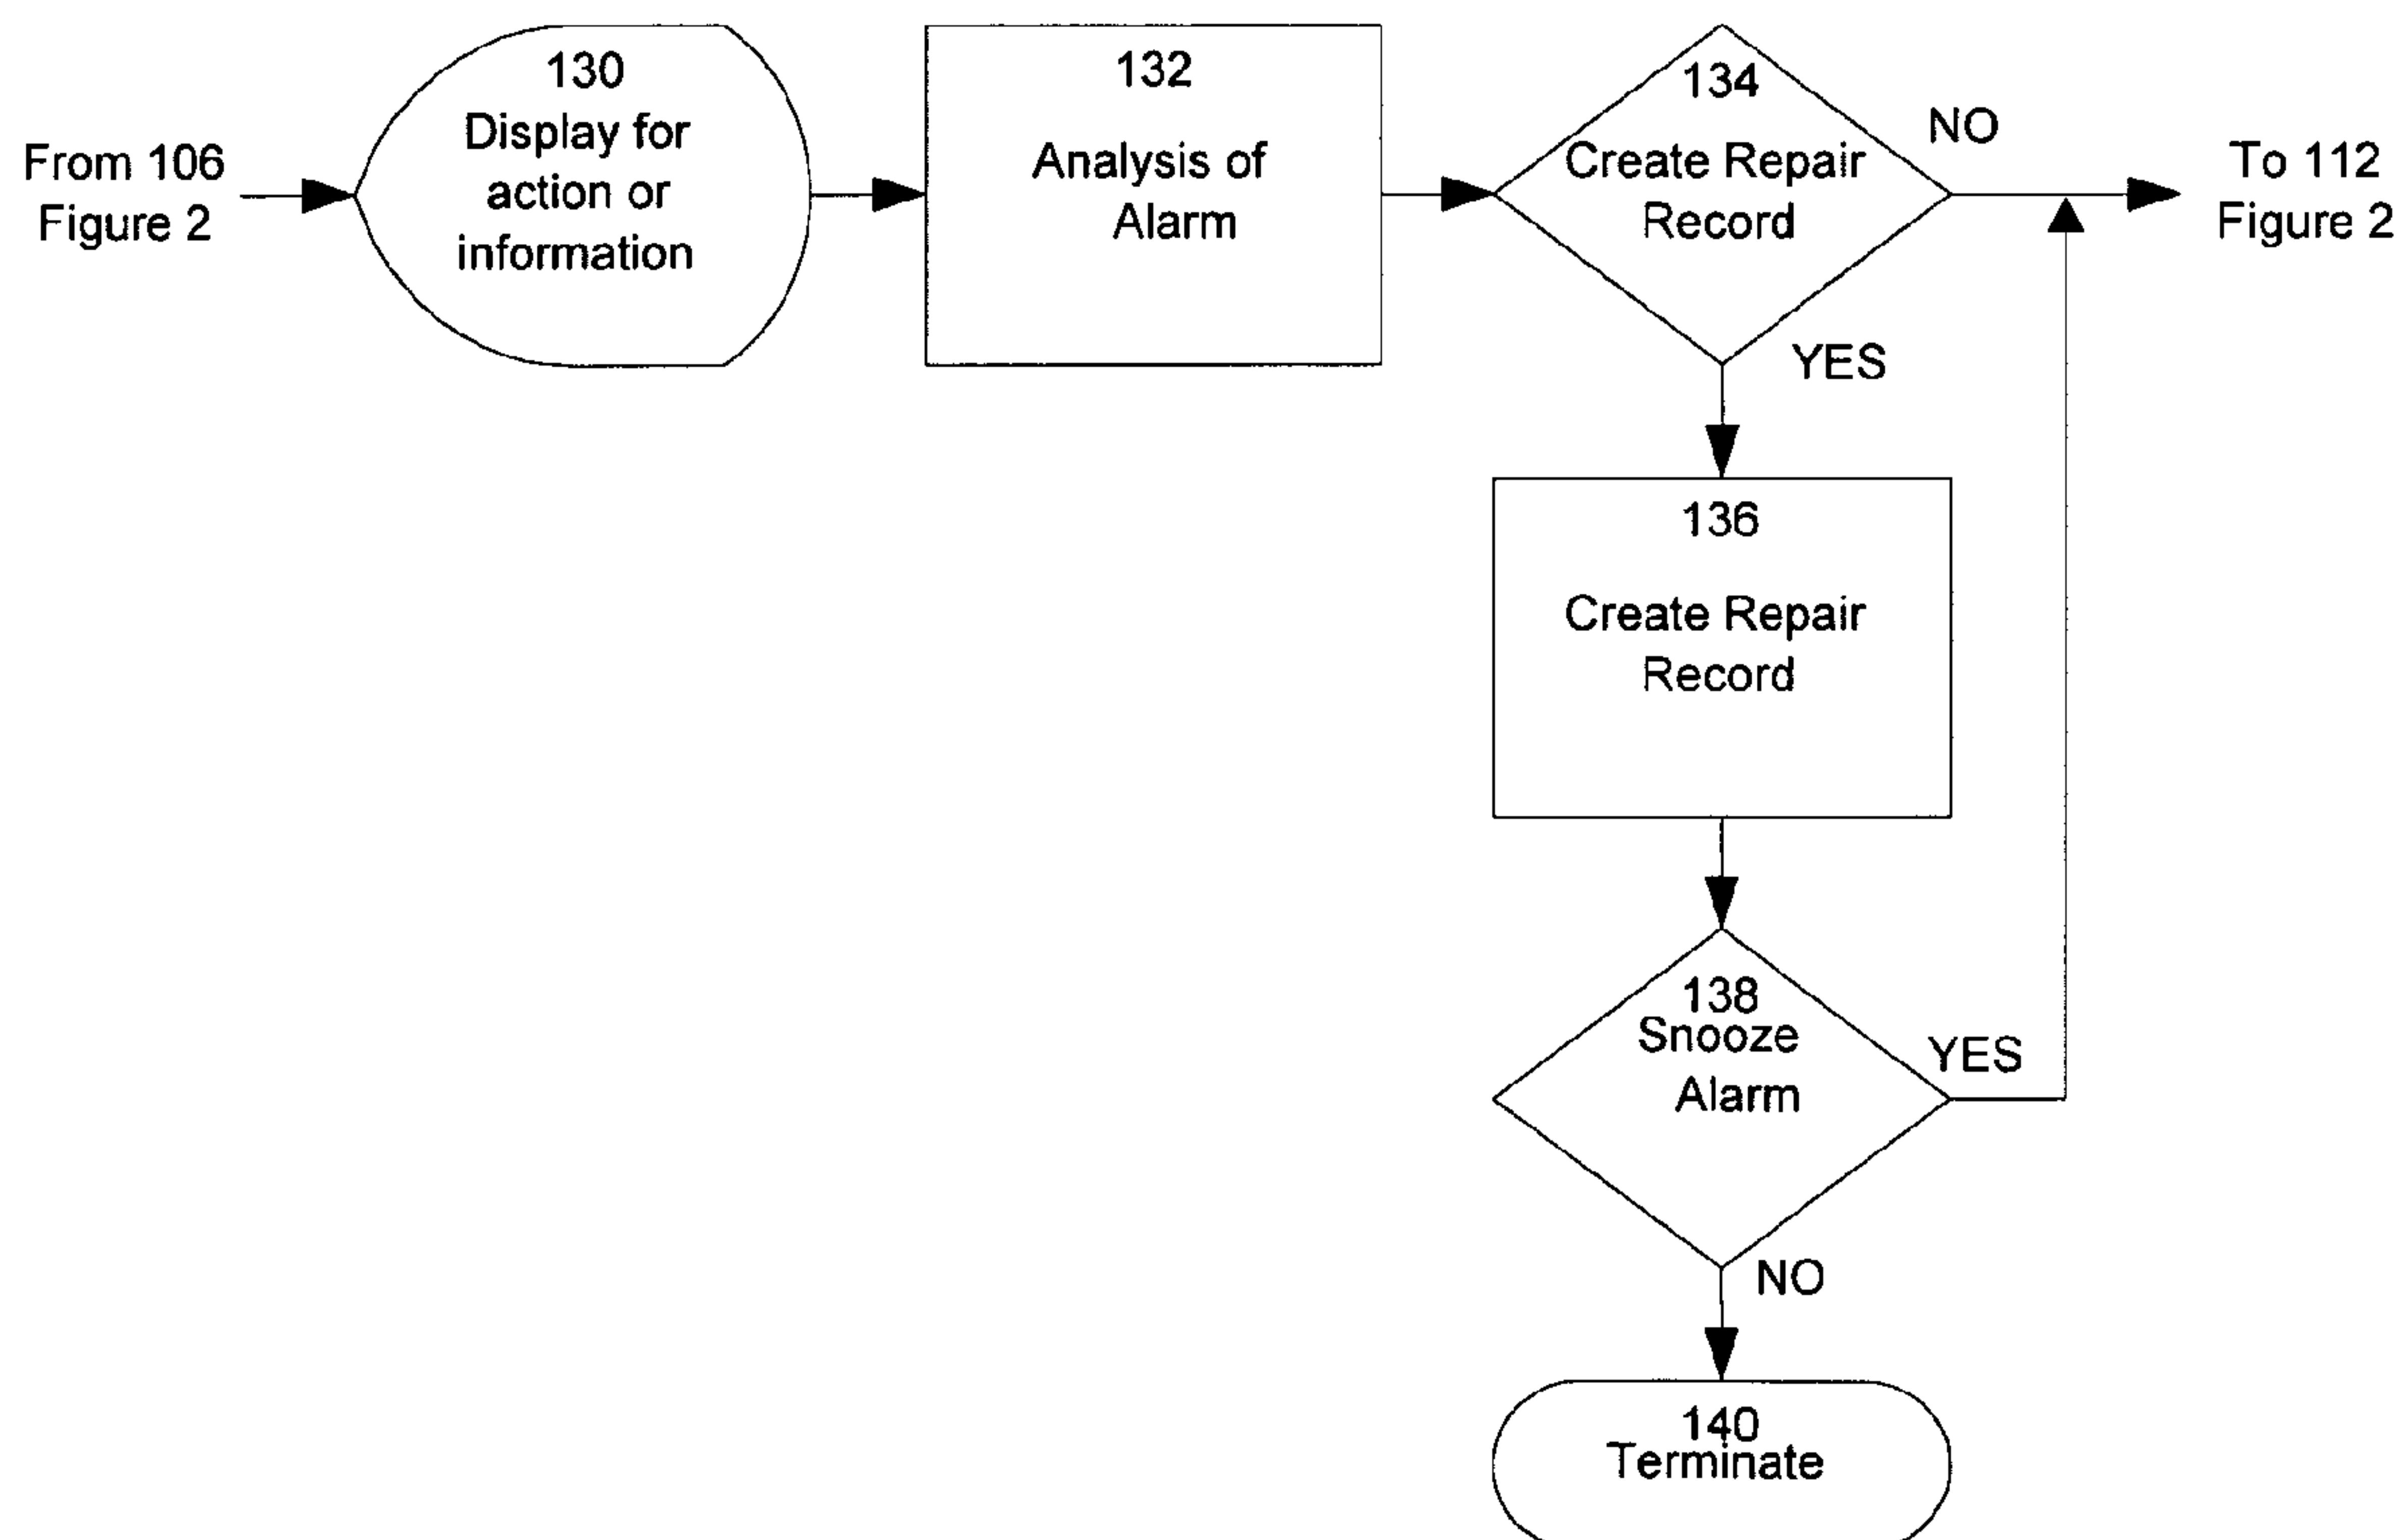 From 106
Figure 2
130
Display for
action or
information
132
Analysis of
Alarm
134
Create Repair
Record
NO
To 112
Figure 2
YES
136
Create Repair
Record
138
Snooze
Alarm
YES
NO
140
Terminate